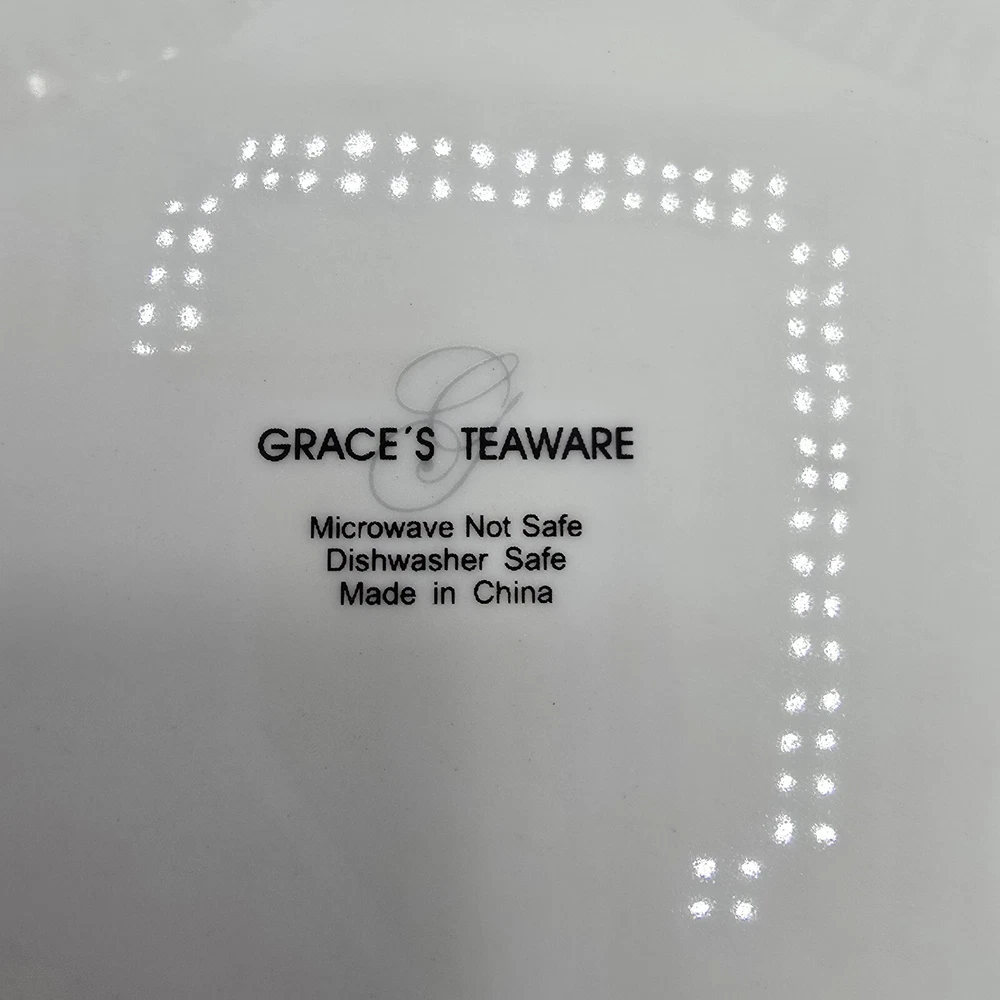 G
GRACE´S TEAWARE
Microwave Not Safe
Dishwasher Safe
Made in China